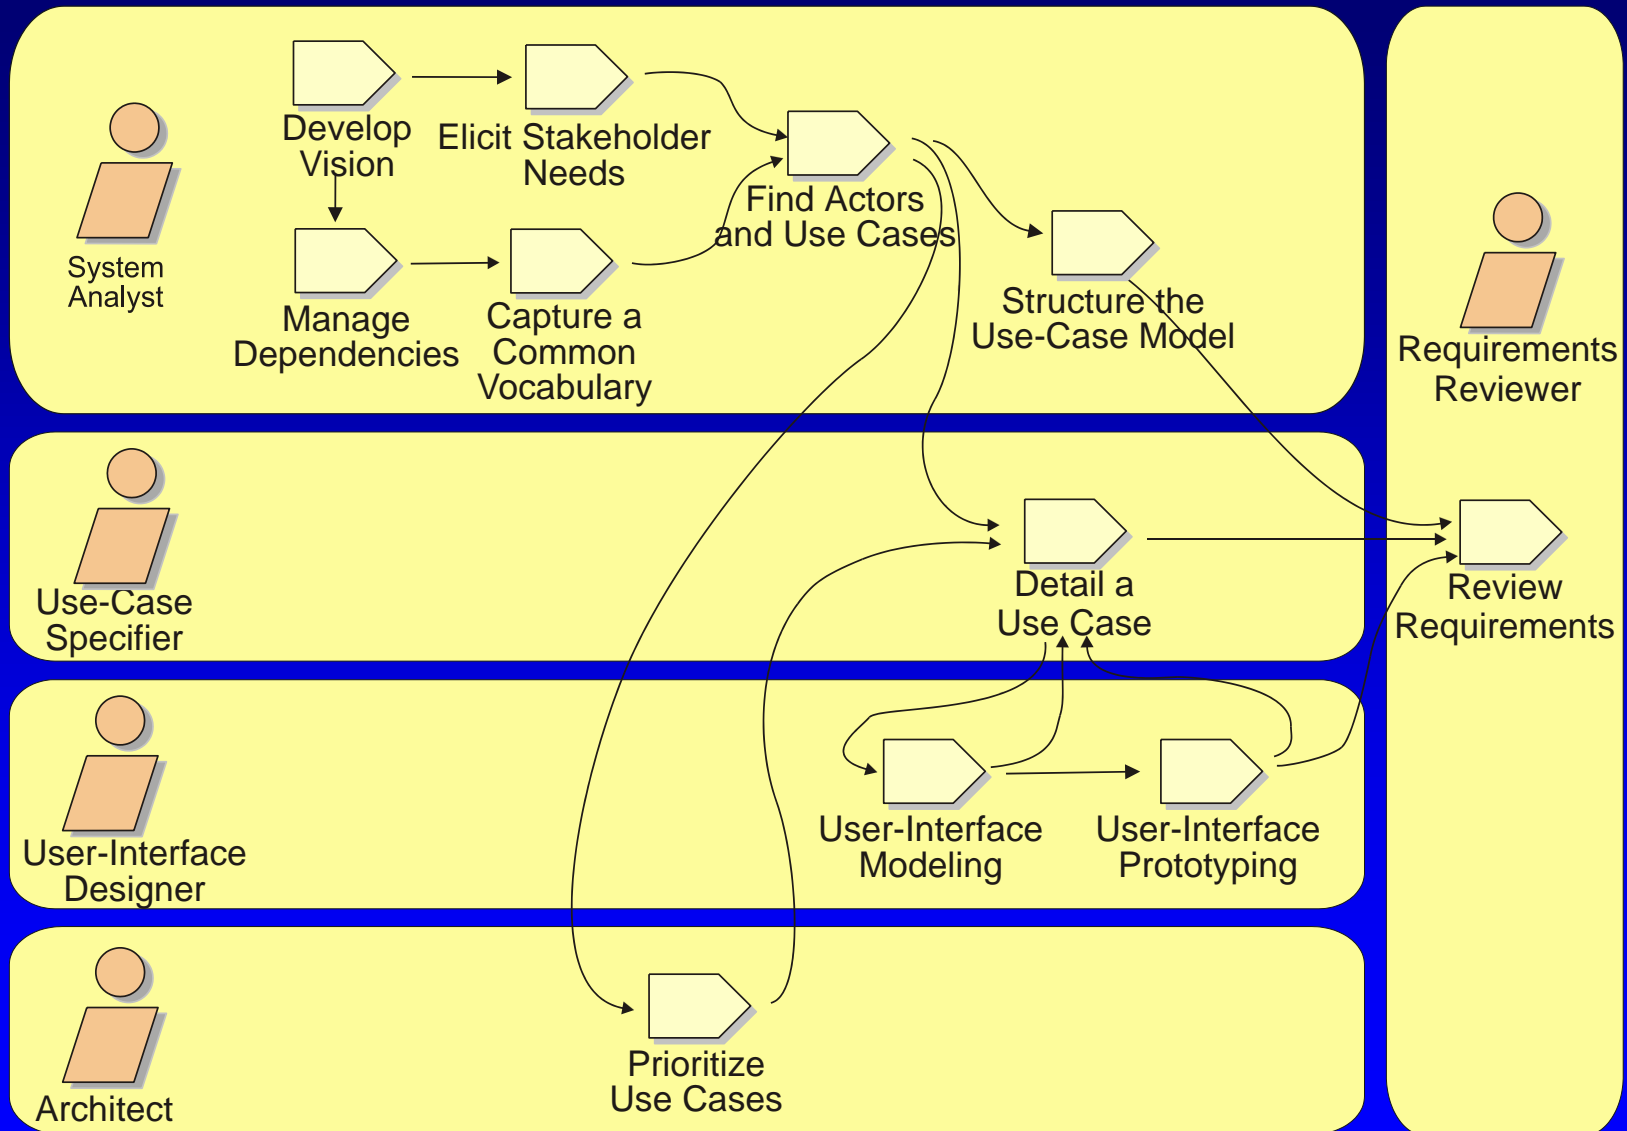 Develop
Vision
Elicit Stakeholder
Needs
Find Actors
and Use Cases
System
Analyst
Manage
Dependencies
Capture a
Common
Vocabulary
Structure the
Use-Case Model
Requirements
Reviewer
Use-Case
Specifier
Detail a
Use Case
Review
Requirements
User-Interface
Designer
User-Interface
Modeling
User-Interface
Prototyping
Architect
Prioritize
Use Cases